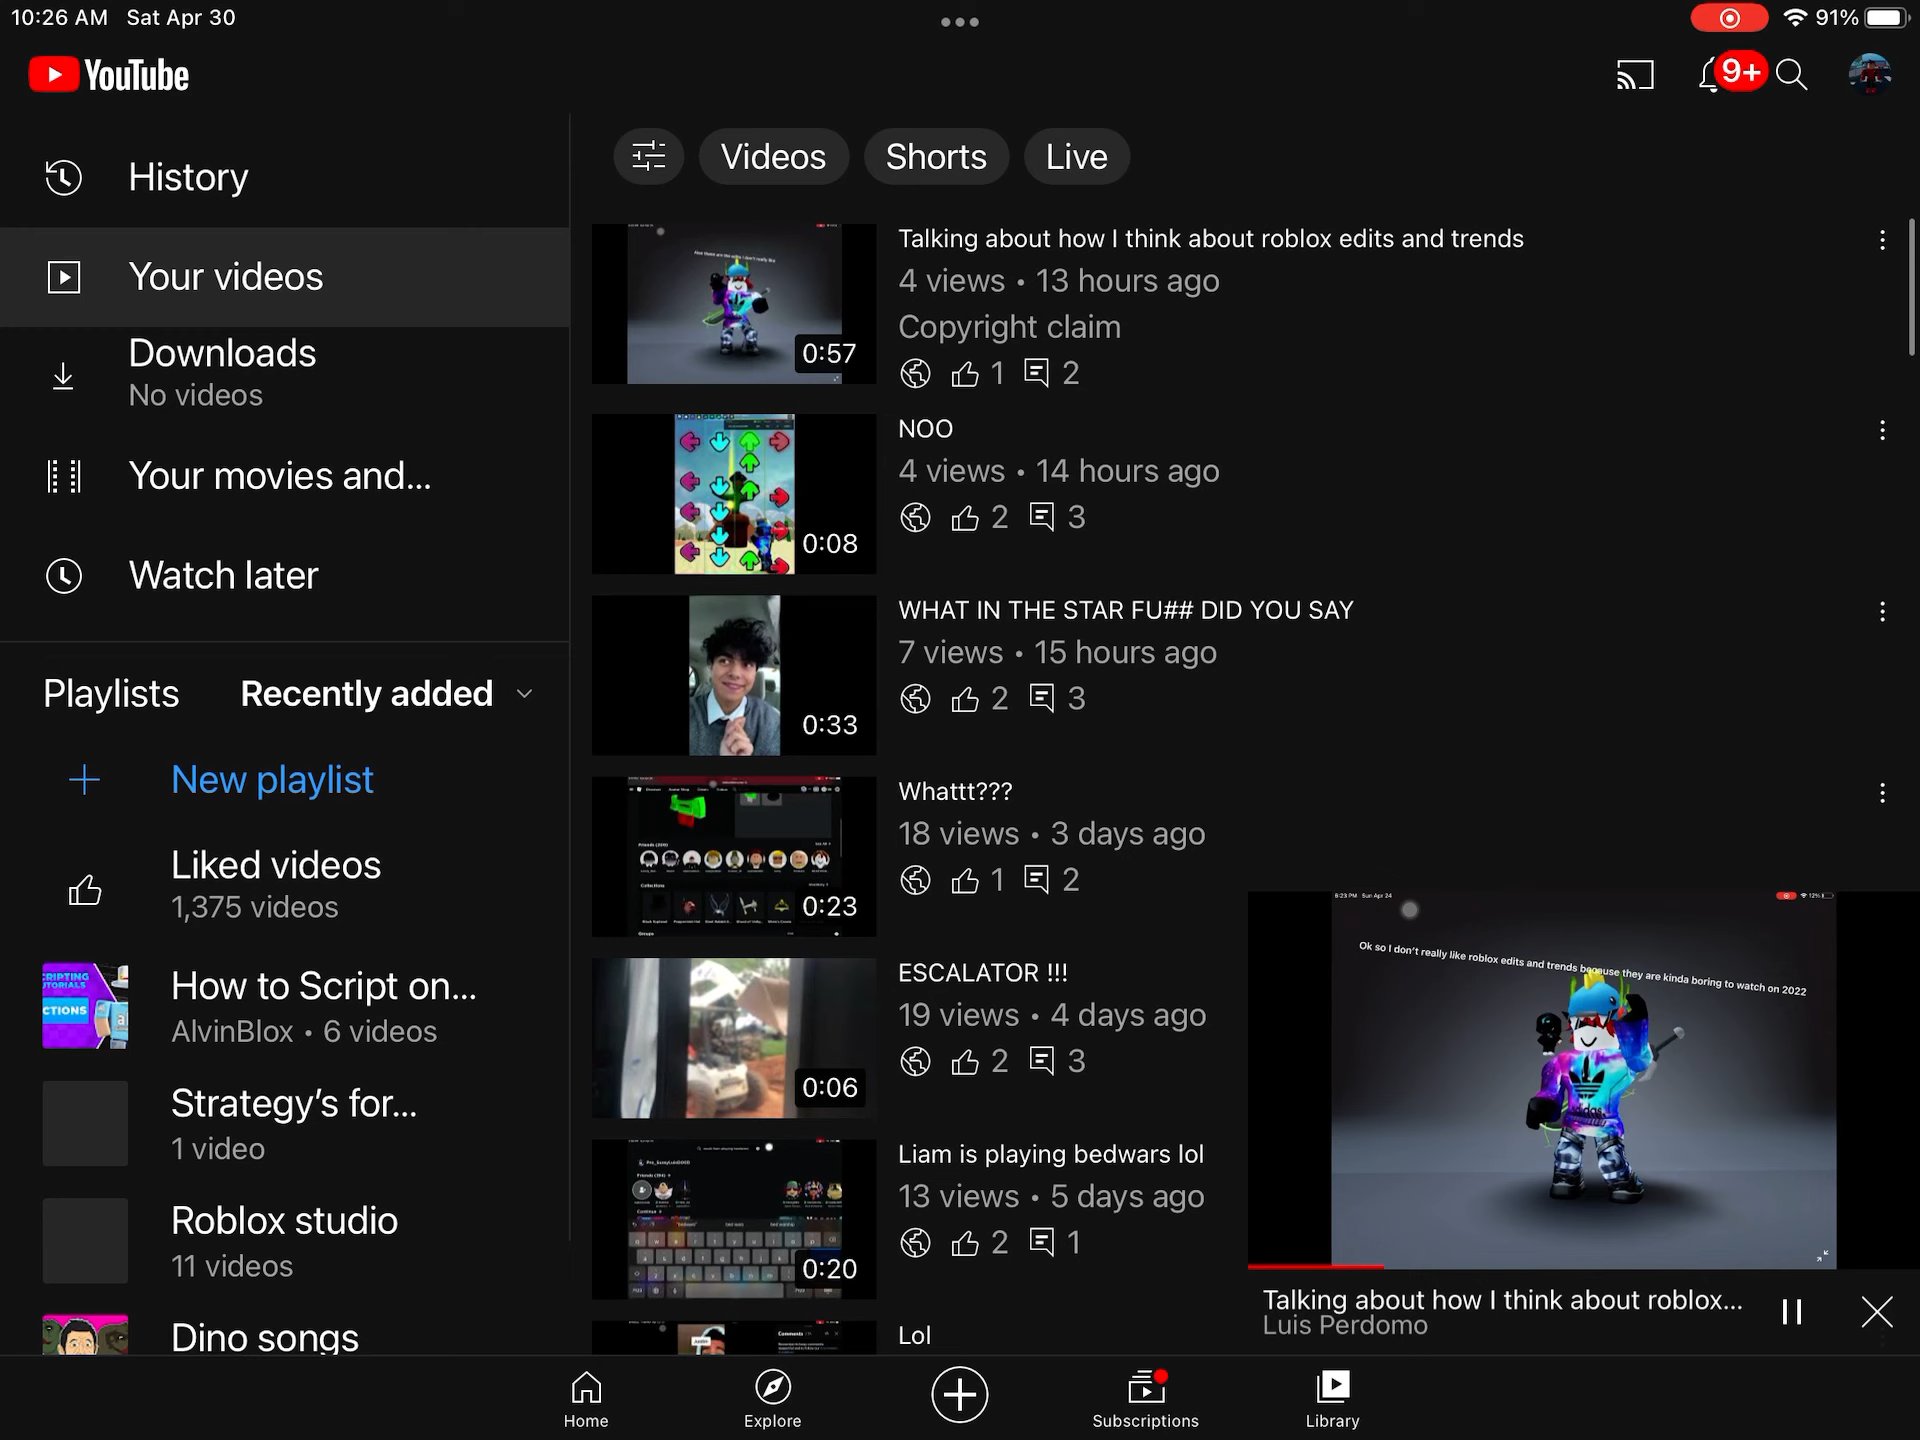 10:26 AM Sat Apr 30
91%
YouTube
9+
History
Your videos
Downloads
No videos
Your movies and...
Watch later
Playlists Recently added
New playlist
Liked videos
1,375 videos
How to Script on...
AlvinBlox • 6 videos
Strategy's for...
1 video
Roblox studio
11 videos
Dino songs
Videos Shorts Live
Talking about how I think about roblox edits and trends
4 views • 13 hours ago
Copyright claim
1 2
0:57
NOO
4 views • 14 hours ago
2 3
0:08
WHAT IN THE STAR FU## DID YOU SAY
7 views • 15 hours ago
2 3
0:33
Whattt???
18 views • 3 days ago
1 2
0:23
ESCALATOR !!!
19 views • 4 days ago
2 3
0:06
Liam is playing bedwars lol
13 views • 5 days ago
2 1
0:20
Lol
Sun Apr 24
12%
Ok so I don't really like roblox edits and trends because they are kinda boring to watch on 2022
adidas
Talking about how I think about roblox...
Luis Perdomo
Home
Explore
Subscriptions
Library